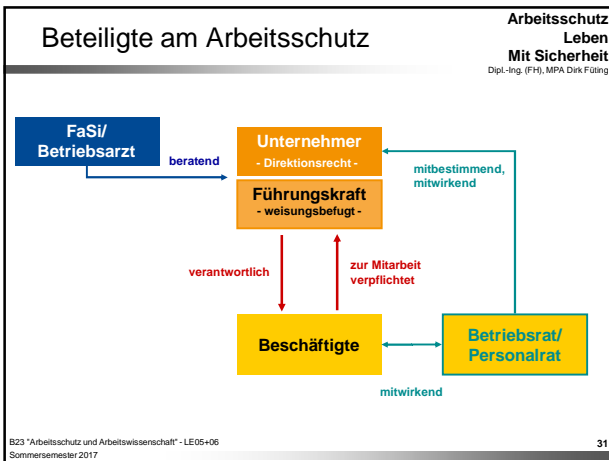 Beteiligte am Arbeitsschutz
Arbeitsschutz
Leben
Mit Sicherheit
Dipl.-Ing. (FH), MPA Dirk Füting
FaSi/
Betriebsarzt
beratend
Unternehmer
- Direktionsrecht -
Führungskraft
- weisungsbefugt -
mitbestimmend,
mitwirkend
verantwortlich
zur Mitarbeit
verpflichtet
Beschäftigte
Betriebsrat/
Personalrat
mitwirkend
B23 "Arbeitsschutz und Arbeitswissenschaft" - LE05+06
Sommersemester 2017
31